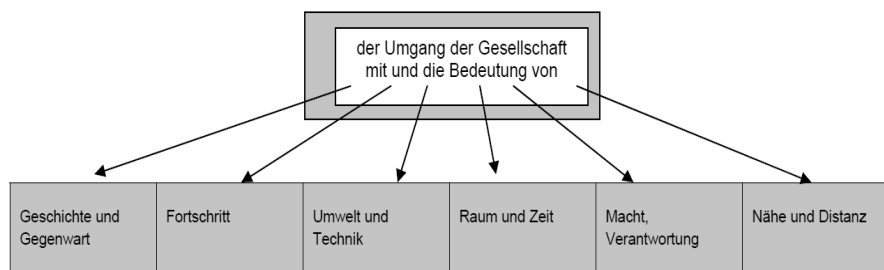 der Umgang der Gesellschaft
mit und die Bedeutung von
Geschichte und
Gegenwart
Fortschritt
Umwelt und
Technik
Raum und Zeit
Macht,
Verantwortung
Nähe und Distanz